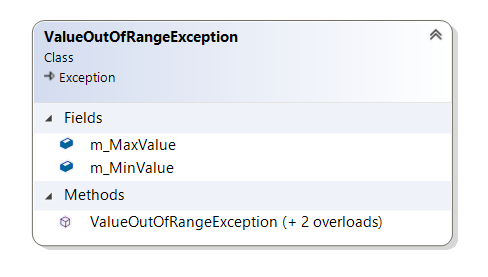 ValueOutOfRangeException
Class
Exception
Fields
m_MaxValue
m_MinValue
Methods
ValueOutOfRangeException (+ 2 overloads)